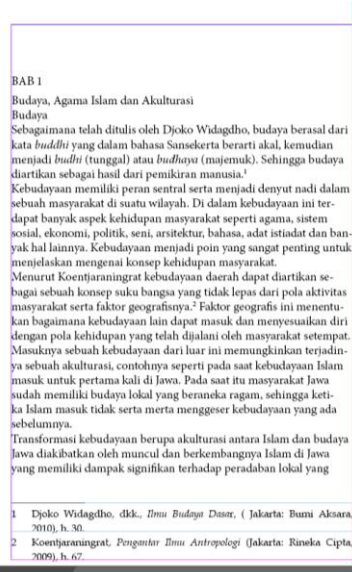 BAB 1
Budaya, Agama Islam dan Akulturasi
Budaya
Sebagaimana telah ditulis oleh Djoko Widagdho, budaya berasal dari
kata buddhi yang dalam bahasa Sansekerta berarti akal, kemudian
menjadi budhi (tunggal) atau budhaya (majemuk). Sehingga budaya
diartikan sebagai hasil dari pemikiran manusia.¹
Kebudayaan memiliki peran sentral serta menjadi denyut nadi dalam
sebuah masyarakat di suatu wilayah. Di dalam kebudayaan ini ter-
dapat banyak aspek kehidupan masyarakat seperti agama, sistem
sosial, ekonomi, politik, seni, arsitektur, bahasa, adat istiadat dan ban-
yak hal lainnya. Kebudayaan menjadi poin yang sangat penting untuk
menjelaskan mengenai konsep kehidupan masyarakat.
Menurut Koentjaraningrat kebudayaan daerah dapat diartikan se-
bagai sebuah konsep suku bangsa yang tidak lepas dari pola aktivitas
masyarakat serta faktor geografisnya.² Faktor geografis ini menentu-
kan bagaimana kebudayaan lain dapat masuk dan menyesuaikan diri
dengan pola kehidupan yang telah dijalani oleh masyarakat setempat.
Masuknya sebuah kebudayaan dari luar ini memungkinkan terjadin-
ya sebuah akulturasi, contohnya seperti pada saat kebudayaan Islam
masuk untuk pertama kali di Jawa. Pada saat itu masyarakat Jawa
sudah memiliki budaya lokal yang beraneka ragam, sehingga keti-
ka Islam masuk tidak serta merta menggeser kebudayaan yang ada
sebelumnya.
Transformasi kebudayaan berupa akulturasi antara Islam dan budaya
Jawa diakibatkan oleh muncul dan berkembangnya Islam di Jawa
yang memiliki dampak signifikan terhadap peradaban lokal yang
1 Djoko Widagdho, dkk., Ilmu Budaya Dasar, ( Jakarta: Bumi Aksara,
2010), h. 30.
2 Koentjaraningrat, Pengantar Ilmu Antropologi (Jakarta: Rineka Cipta,
2009), h. 67.